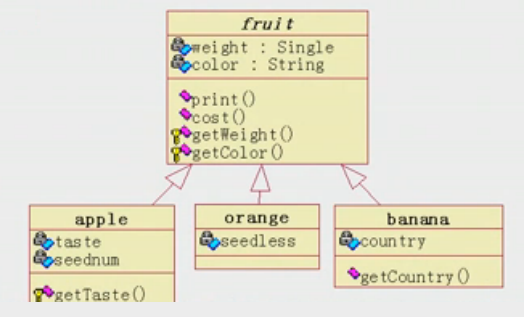 fruit
weight : Single
color : String
print()
cost()
getWeight()
getColor()
apple
taste
seednum
getTaste()
orange
seedless
banana
country
getCountry()